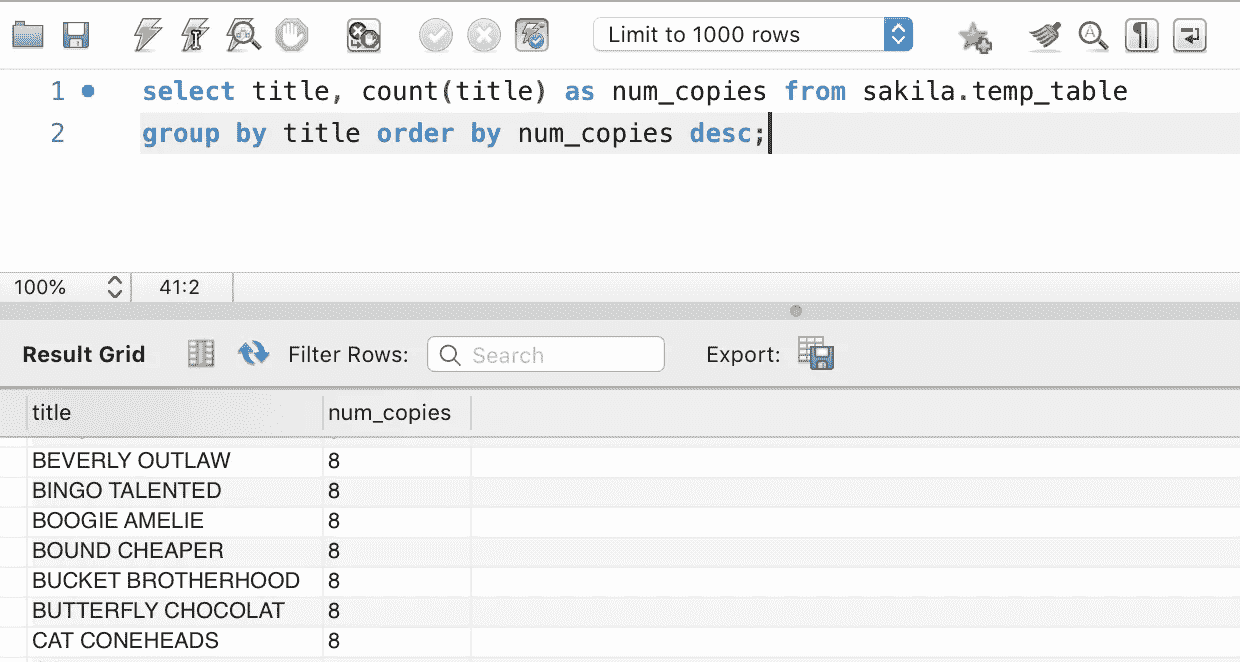 Limit to 1000 rows
1 select title, count(title) as num_copies from sakila.temp_table
2 group by title order by num_copies desc;
100% 41:2
Result Grid Filter Rows: Search Export:
title num_copies
BEVERLY OUTLAW 8
BINGO TALENTED 8
BOOGIE AMELIE 8
BOUND CHEAPER 8
BUCKET BROTHERHOOD 8
BUTTERFLY CHOCOLAT 8
CAT CONEHEADS 8